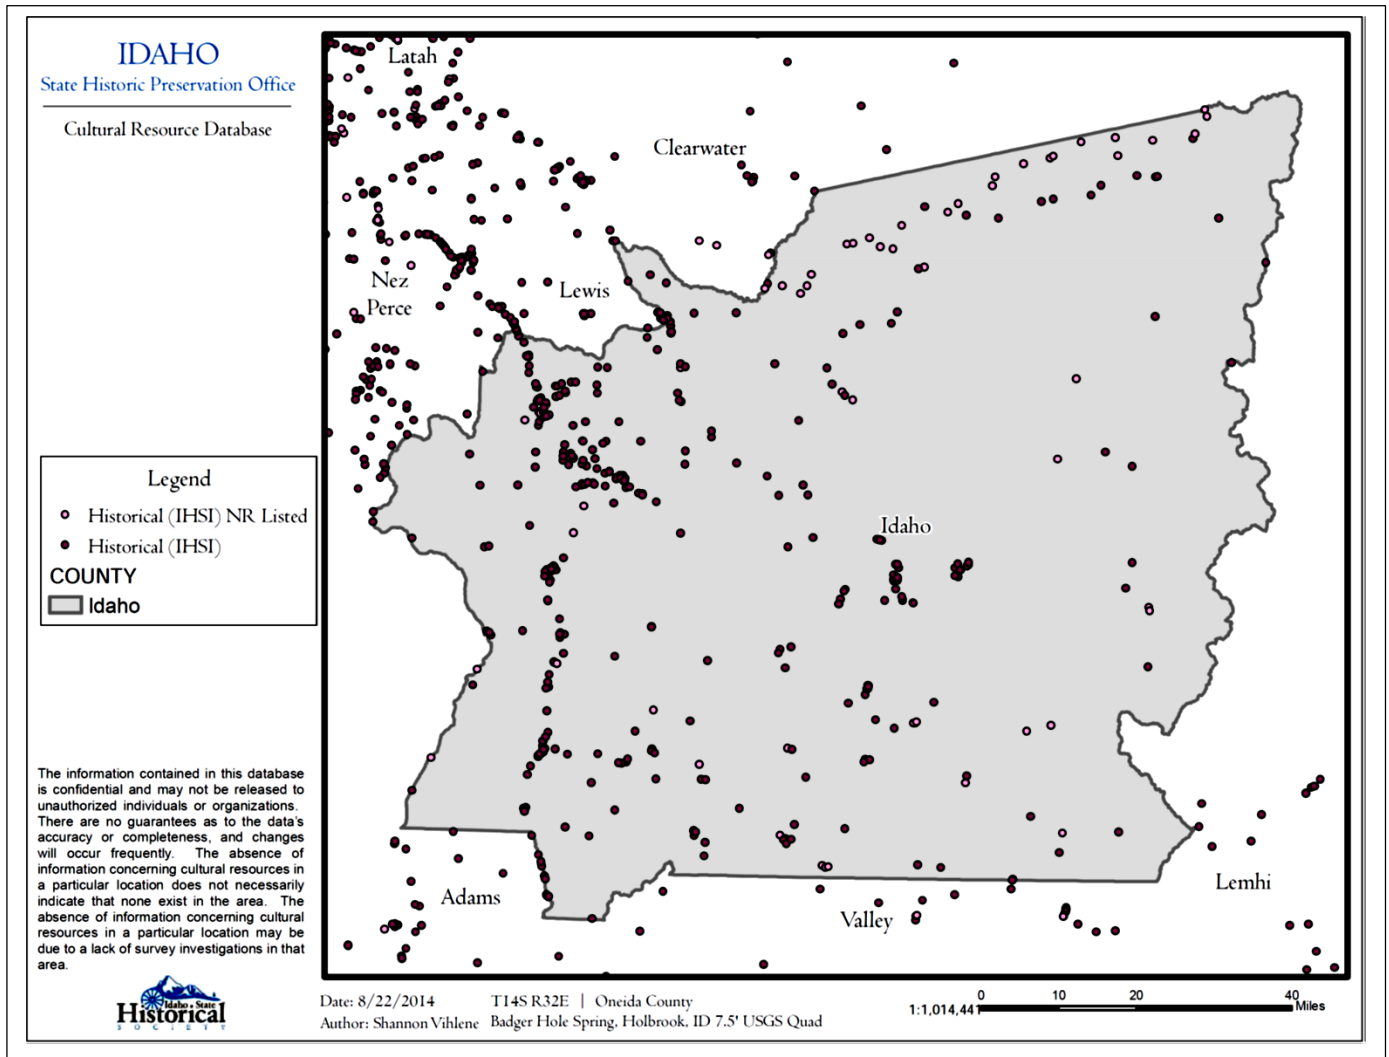 IDAHO
State Historic Preservation Office
Cultural Resource Database
Latah
Clearwater
Nez
Perce
Lewis
Idaho
Adams
Valley
Lemhi
Legend
Historical (IHSI) NR Listed
Historical (IHSI)
COUNTY
Idaho
The information contained in this database
is confidential and may not be released to
unauthorized individuals or organizations.
There are no guarantees as to the data's
accuracy or completeness, and changes
will occur frequently. The absence of
information concerning cultural resources in
a particular location does not necessarily
indicate that none exist in the area. The
absence of information concerning cultural
resources in a particular location may be
due to a lack of survey investigations in that
area.
Idaho State
Historical
SOCIETY
Date: 8/22/2014
Author: Shannon Vihlene
T14S R32E | Oneida County
Badger Hole Spring, Holbrook, ID 7.5' USGS Quad
1:1,014,441
0 10 20 40
Miles